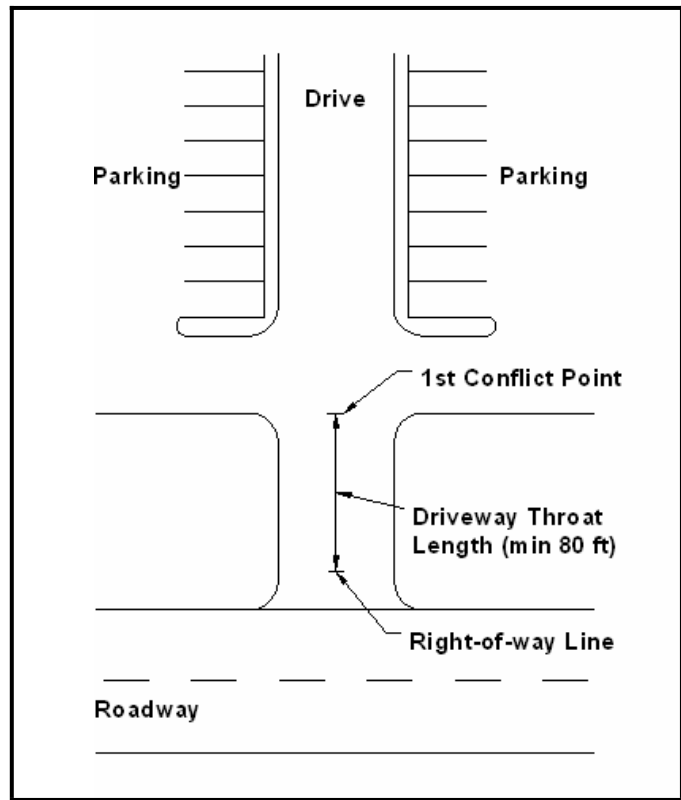 Drive
Parking
Parking
1st Conflict Point
Driveway Throat
Length (min 80 ft)
Right-of-way Line
Roadway